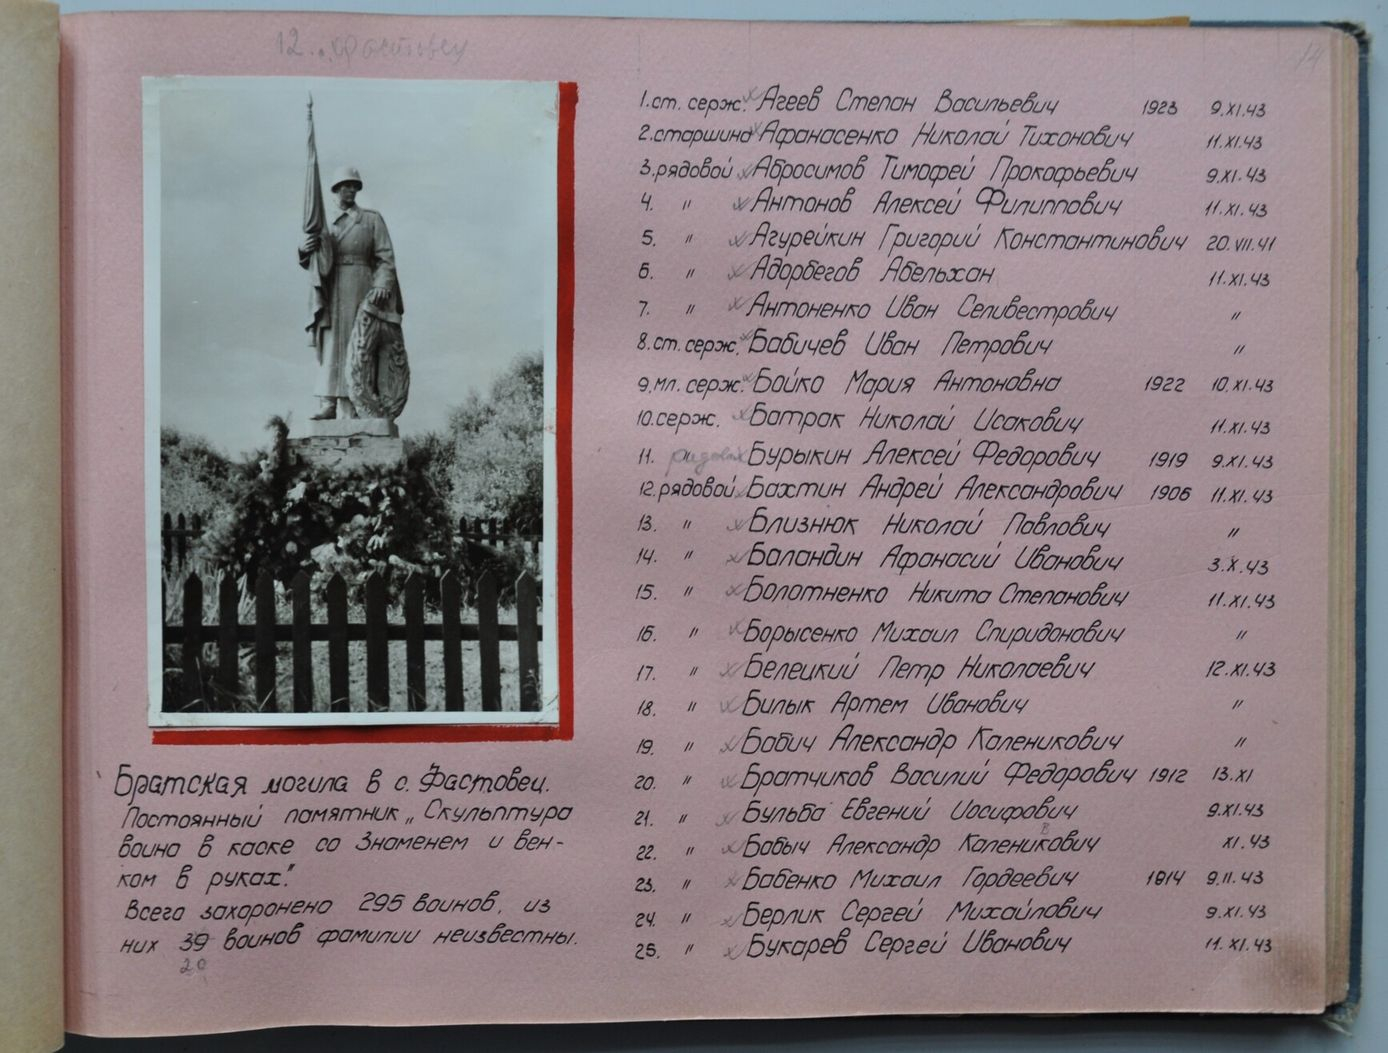 12. с. Фастовец
14
Братская могила в с. Фастовец.
Постоянный памятник „Скульптура
воина в каске со Знаменем и вен-
ком в руках".
Всего захоронено 295 воинов, из
них 39 воинов фамилии неизвестны.
20
1. ст. серж. Агеев Степан Васильевич 1923 9.XI.43
2. старшина Афанасенко Николай Тихонович 11.XI.43
3. рядовой Абросимов Тимофей Прокофьевич 9.XI.43
4. " Антонов Алексей Филиппович 11.XI.43
5. " Агурейкин Григорий Константинович 20.VII.41
6. " Адорбегов Абельхан 11.XI.43
7. " Антоненко Иван Селивестрович "
8. ст. серж. Бабичев Иван Петрович "
9. мл. серж. Бойко Мария Антоновна 1922 10.XI.43
10. серж. Батрак Николай Исакович 11.XI.43
11. рядовой Бурыкин Алексей Федорович 1919 9.XI.43
12. рядовой Бахтин Андрей Александрович 1906 11.XI.43
13. " Близнюк Николай Павлович "
14. " Баландин Афанасий Иванович 3.X.43
15. " Болотненко Никита Степанович 11.XI.43
16. " Борысенко Михаил Спиридонович "
17. " Белецкий Петр Николаевич 12.XI.43
18. " Билык Артем Иванович "
19. " Бабич Александр Каленикович "
20. " Братчиков Василий Федорович 1912 13.XI
21. " Бульба Евгений Иосифович 9.XI.43
22. " Бабыч Александр Каленикович XI.43
23. " Бабенко Михаил Гордеевич 1914 9.II.43
24. " Берлик Сергей Михайлович 9.XI.43
25. " Букарев Сергей Иванович 11.XI.43